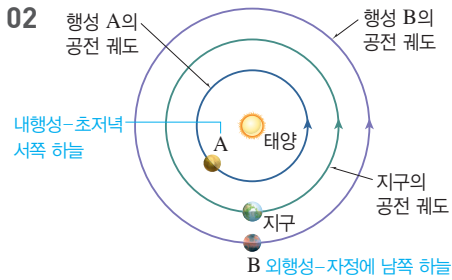 02
행성 A의
공전 궤도
행성 B의
공전 궤도
내행성-초저녁
서쪽 하늘
A
태양
지구의
공전 궤도
지구
B 외행성-자정에 남쪽 하늘